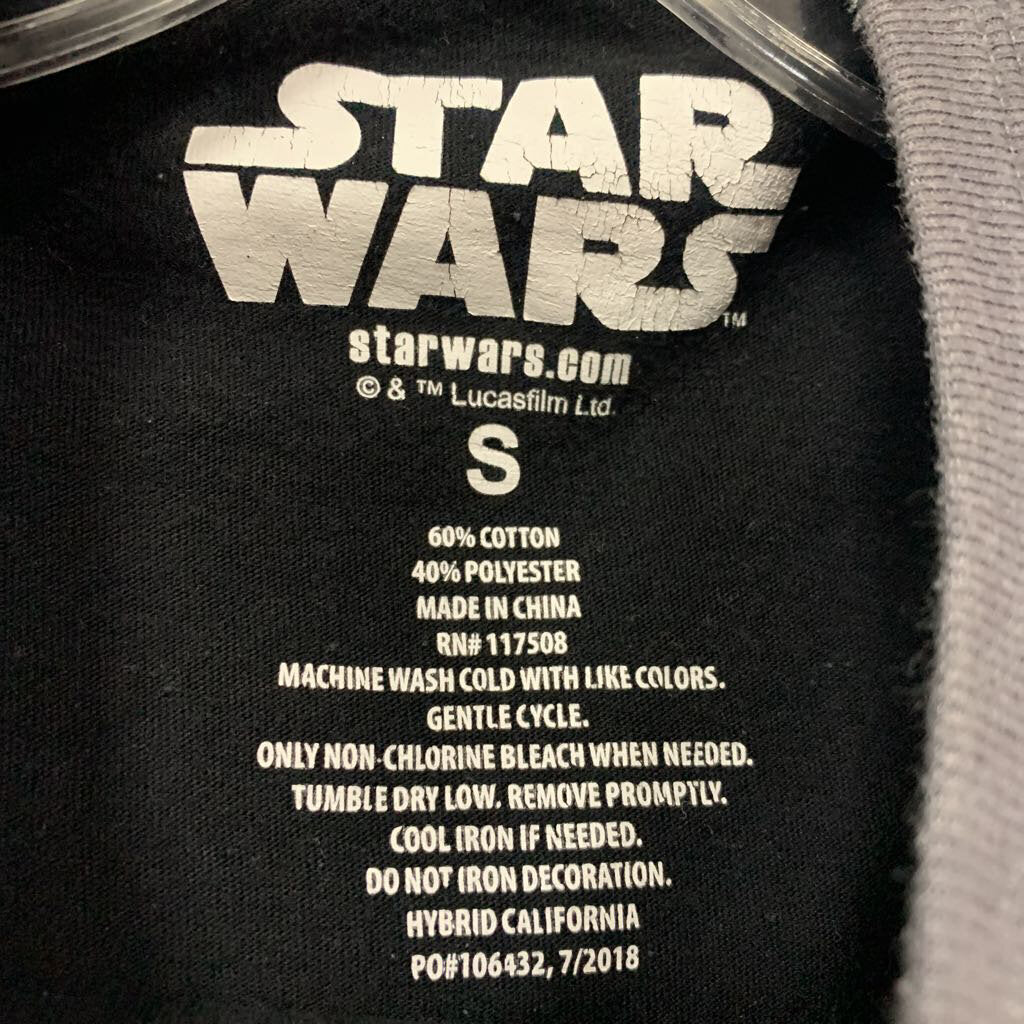 STAR
WARS™
starwars.com
© & ™ Lucasfilm Ltd.
S
60% COTTON
40% POLYESTER
MADE IN CHINA
RN# 117508
MACHINE WASH COLD WITH LIKE COLORS.
GENTLE CYCLE.
ONLY NON-CHLORINE BLEACH WHEN NEEDED.
TUMBLE DRY LOW. REMOVE PROMPTLY.
COOL IRON IF NEEDED.
DO NOT IRON DECORATION.
HYBRID CALIFORNIA
PO#106432, 7/2018